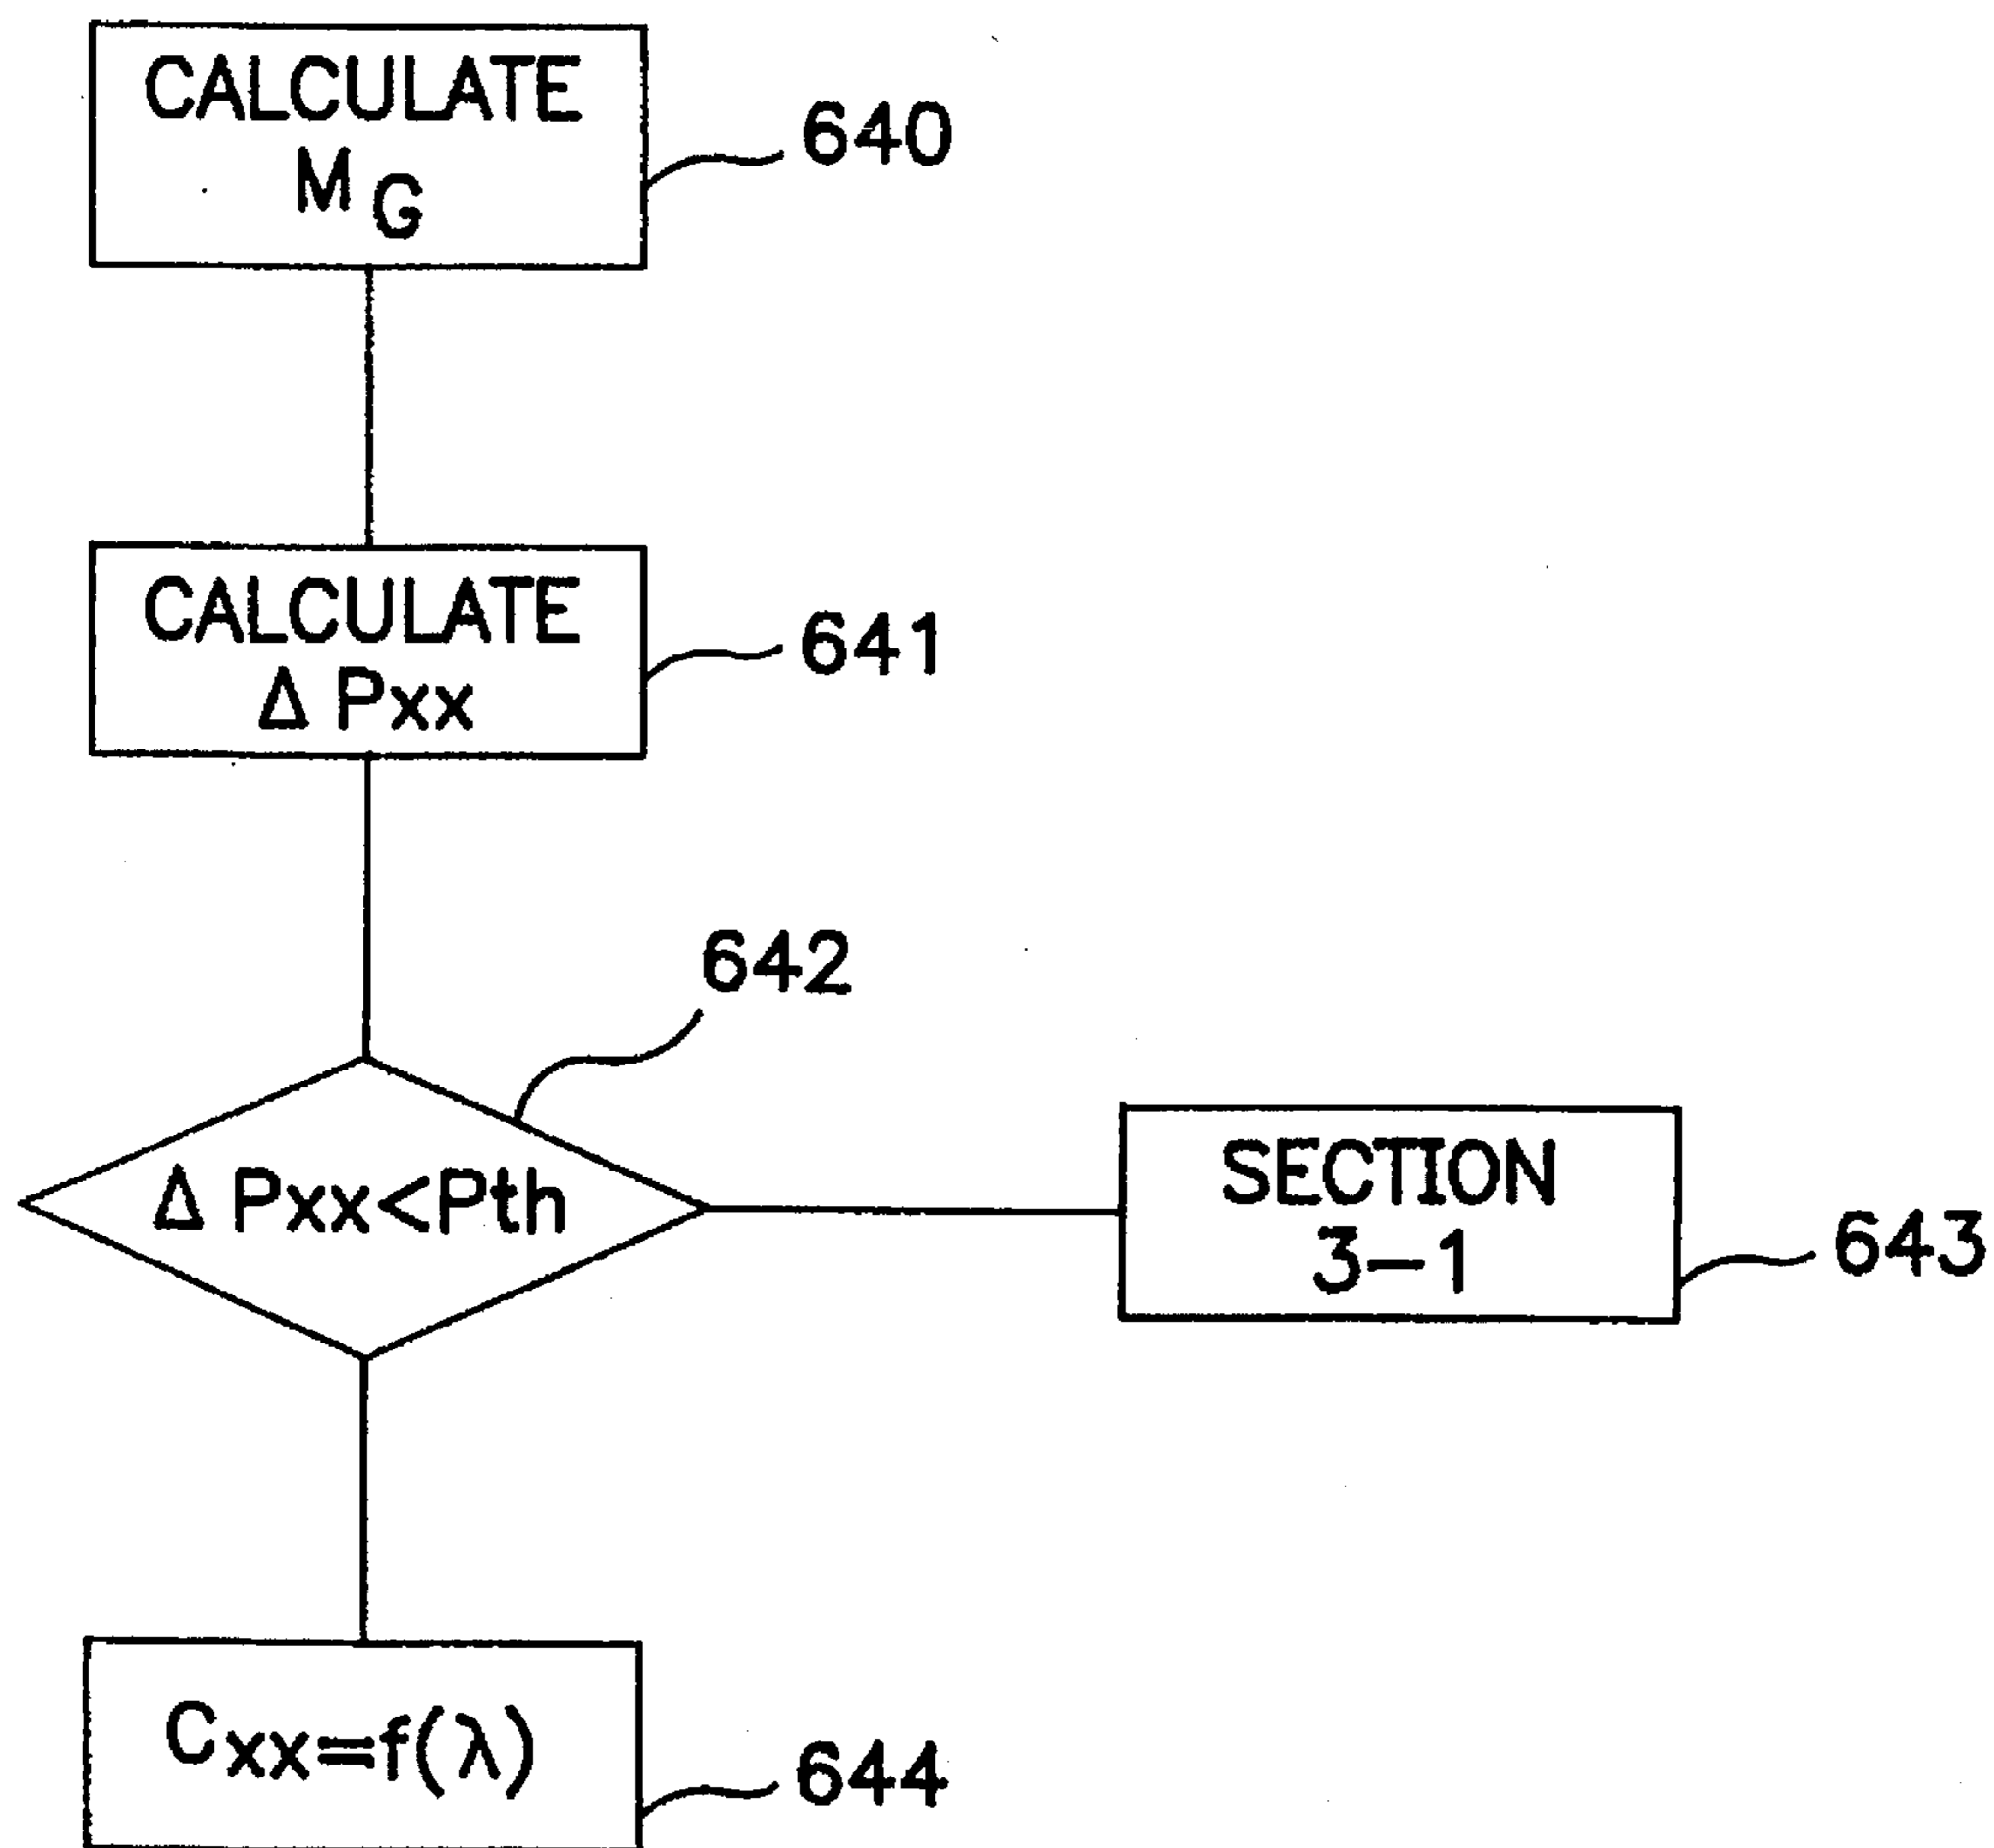 CALCULATE
M G
640
CALCULATE
Δ Pxx
641
642
Δ Pxx<Pth
SECTION
3-1
643
Cxx=f(λ)
644